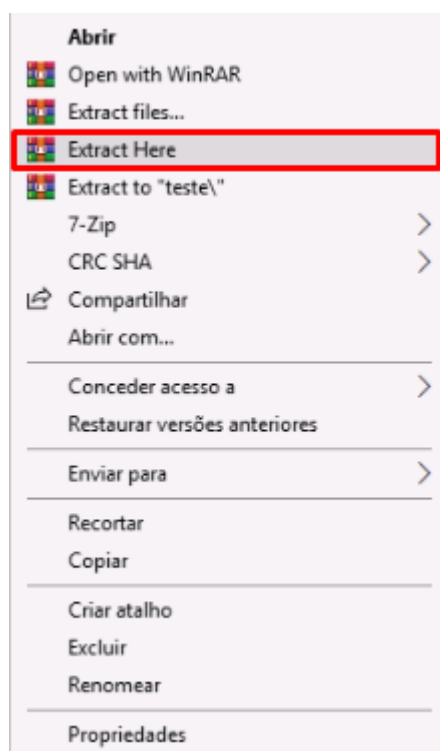 Abrir
Open with WinRAR
Extract files...
Extract Here
Extract to "teste\"
7-Zip
CRC SHA
Compartilhar
Abrir com...
Conceder acesso a
Restaurar versões anteriores
Enviar para
Recortar
Copiar
Criar atalho
Excluir
Renomear
Propriedades